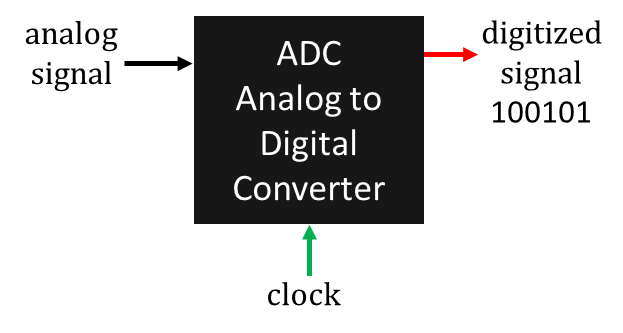 analog
signal
ADC
Analog to
Digital
Converter
digitized
signal
100101
clock